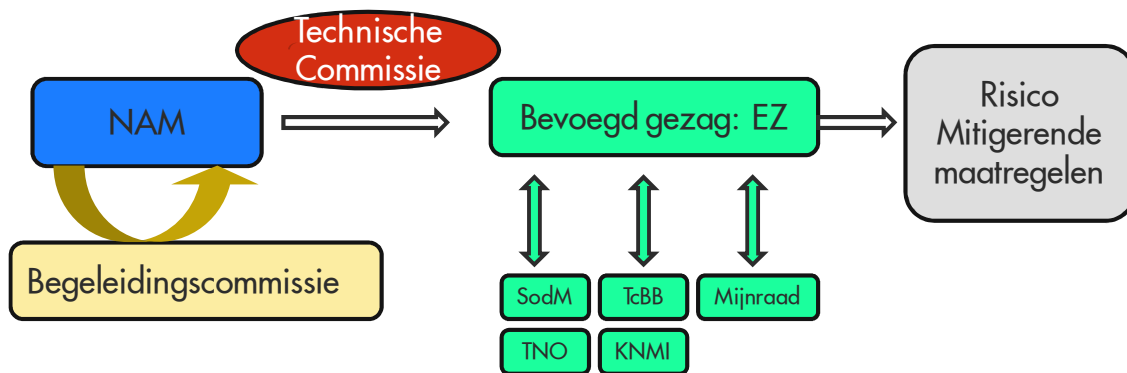 Technische
Commissie
NAM
Bevoegd gezag: EZ
Risico
Mitigerende
maatregelen
Begeleidingscommissie
SodM
TcBB
Mijnraad
TNO
KNMI